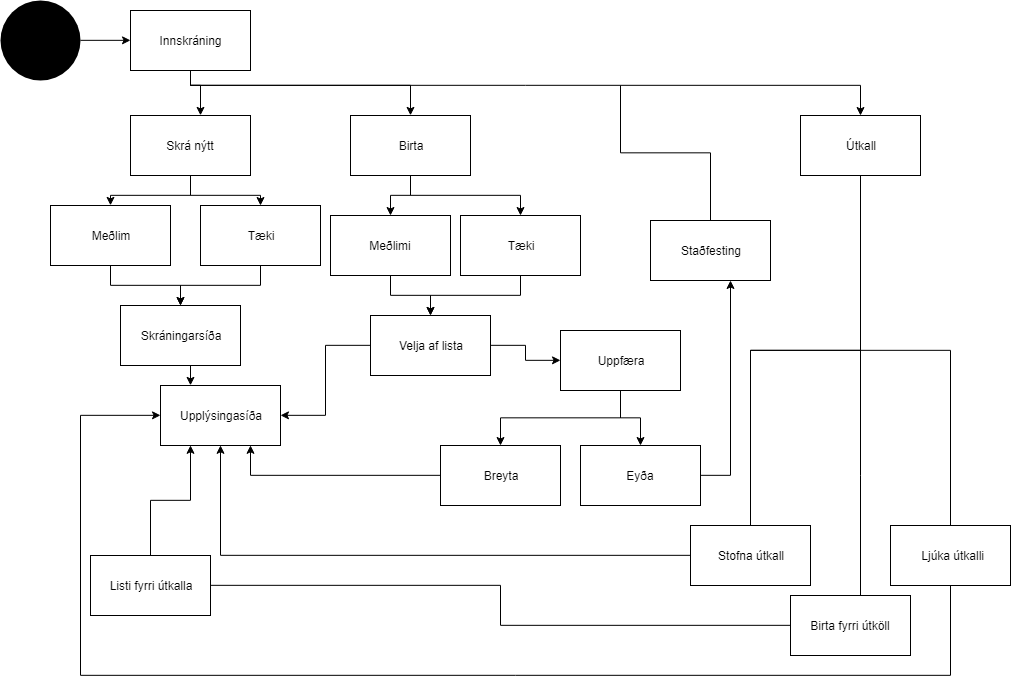 Innskráning
Skrá nýtt
Birta
Útkall
Meðlim
Tæki
Meðlimi
Tæki
Staðfesting
Skráningarsíða
Velja af lista
Uppfæra
Upplýsingasíða
Breyta
Eyða
Stofna útkall
Ljúka útkalli
Listi fyrri útkalla
Birta fyrri útköll